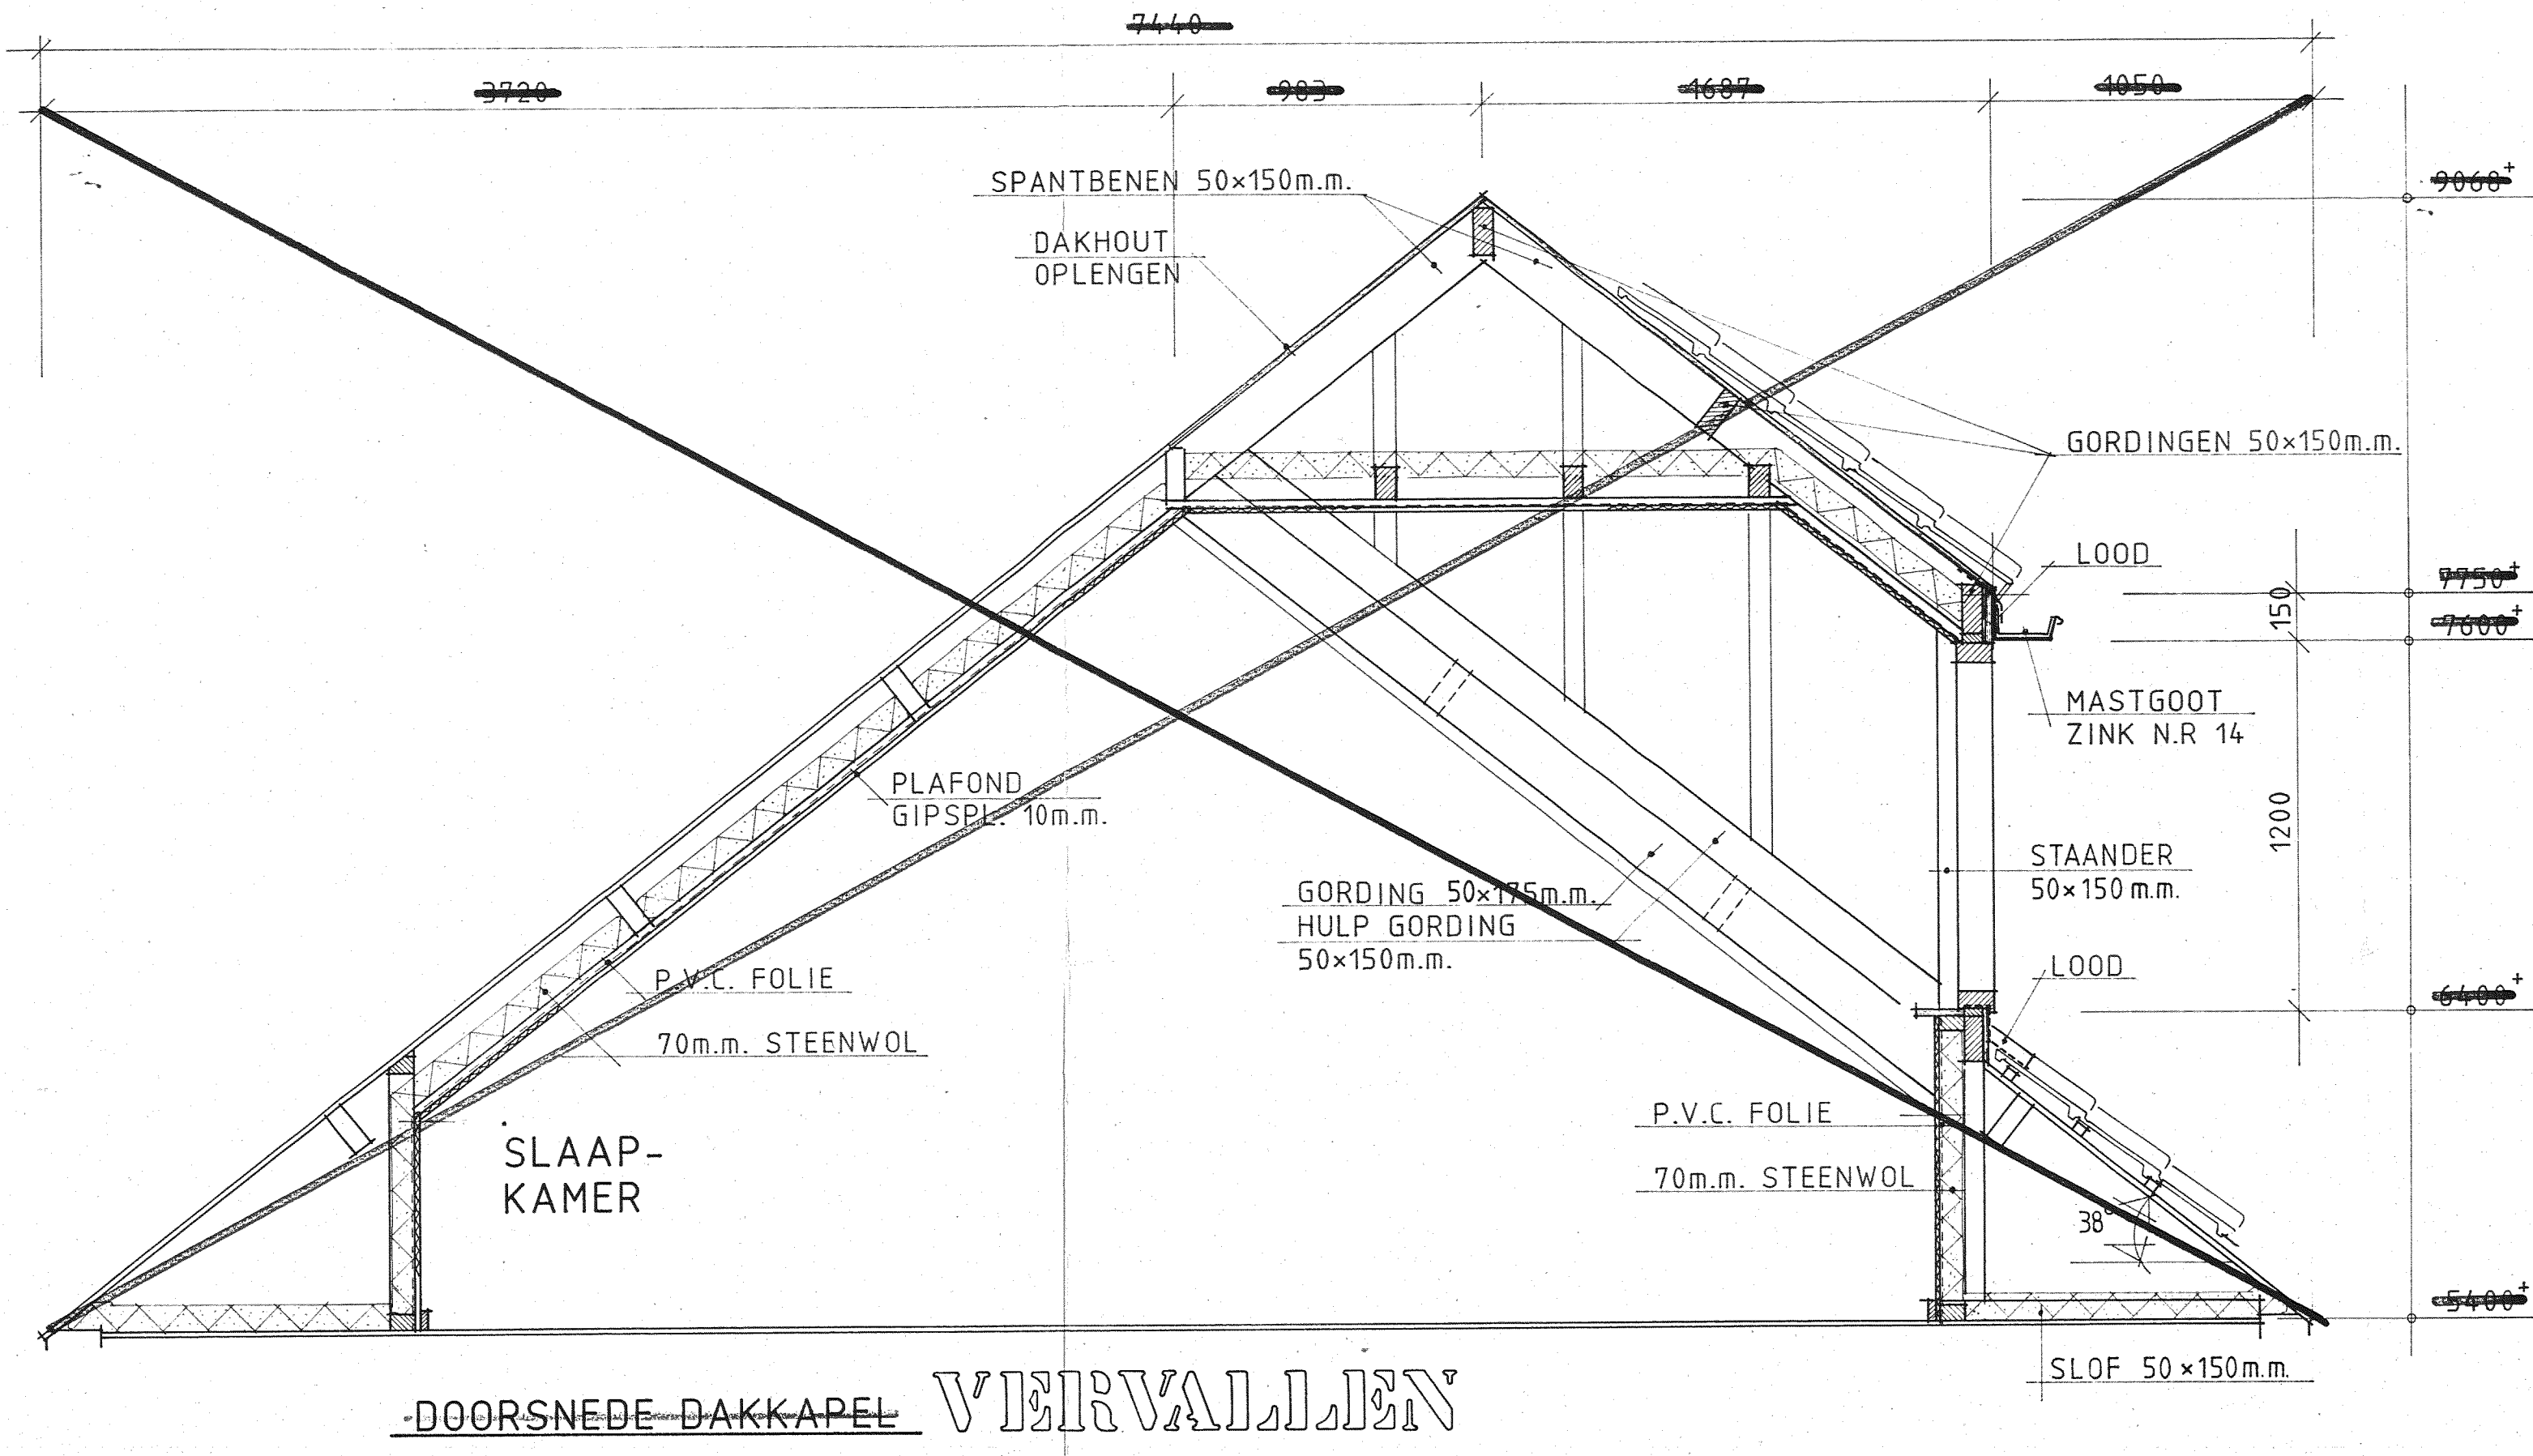 7440
3720
983
1687
1050
SPANTBENEN 50×150m.m.
9068+
DAKHOUT
OPLENGEN
GORDINGEN 50×150m.m.
LOOD
7750+
150
7600+
MASTGOOT
ZINK N.R 14
PLAFOND
GIPSPL. 10m.m.
1200
STAANDER
50×150 m.m.
GORDING 50×175m.m.
HULP GORDING
50×150m.m.
P.V.C. FOLIE
LOOD
6400+
70m.m. STEENWOL
P.V.C. FOLIE
SLAAP-
KAMER
70m.m. STEENWOL
38°
5400+
SLOF 50×150m.m.
DOORSNEDE DAKKAPEL VERVALLEN